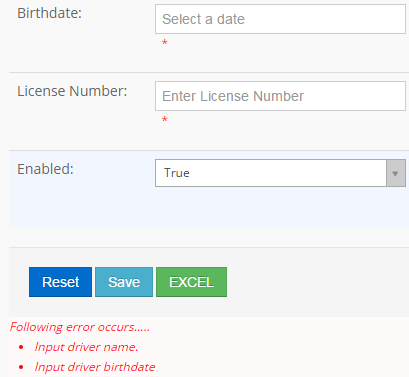 Birthdate:
Select a date
*
License Number:
Enter License Number
*
Enabled:
True
Reset Save EXCEL
Following error occurs.....
• Input driver name.
• Input driver birthdate